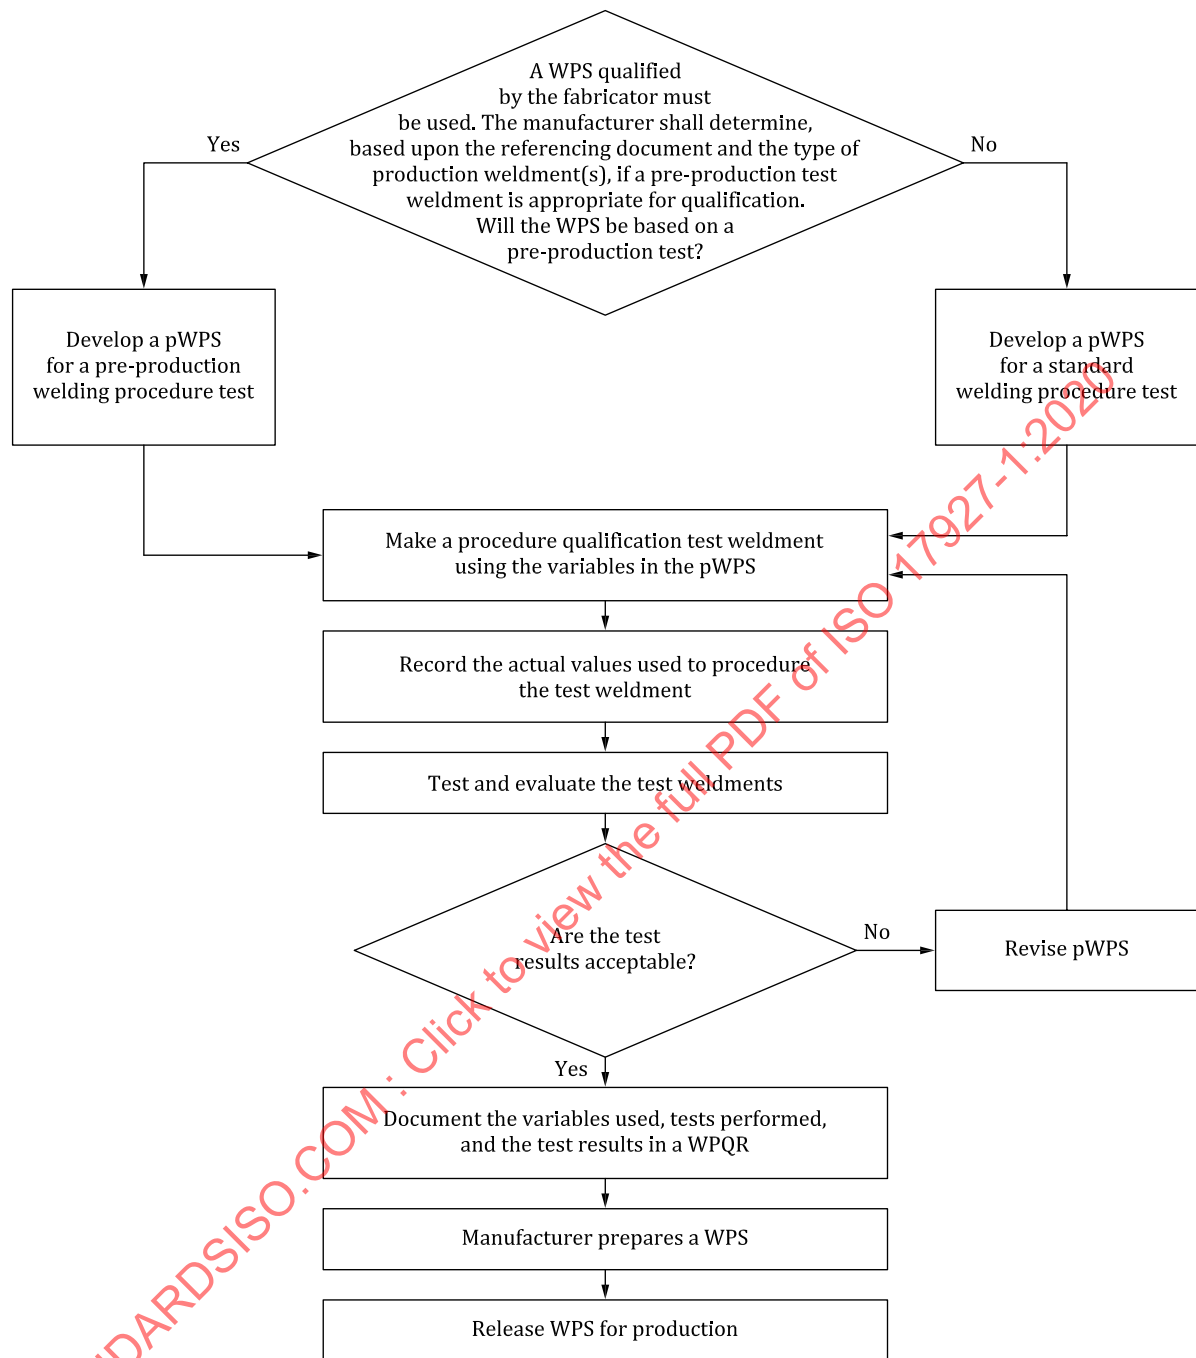 A WPS qualified
by the fabricator must
be used. The manufacturer shall determine,
based upon the referencing document and the type of
production weldment(s), if a pre-production test
weldment is appropriate for qualification.
Will the WPS be based on a
pre-production test?
Yes
No
Develop a pWPS
for a pre-production
welding procedure test
Develop a pWPS
for a standard
welding procedure test
Make a procedure qualification test weldment
using the variables in the pWPS
Record the actual values used to procedure
the test weldment
Test and evaluate the test weldments
Are the test
results acceptable?
No
Revise pWPS
Yes
Document the variables used, tests performed,
and the test results in a WPQR
Manufacturer prepares a WPS
Release WPS for production
DARDSISO.COM : Click to view the full PDF of ISO 17927-1:2020